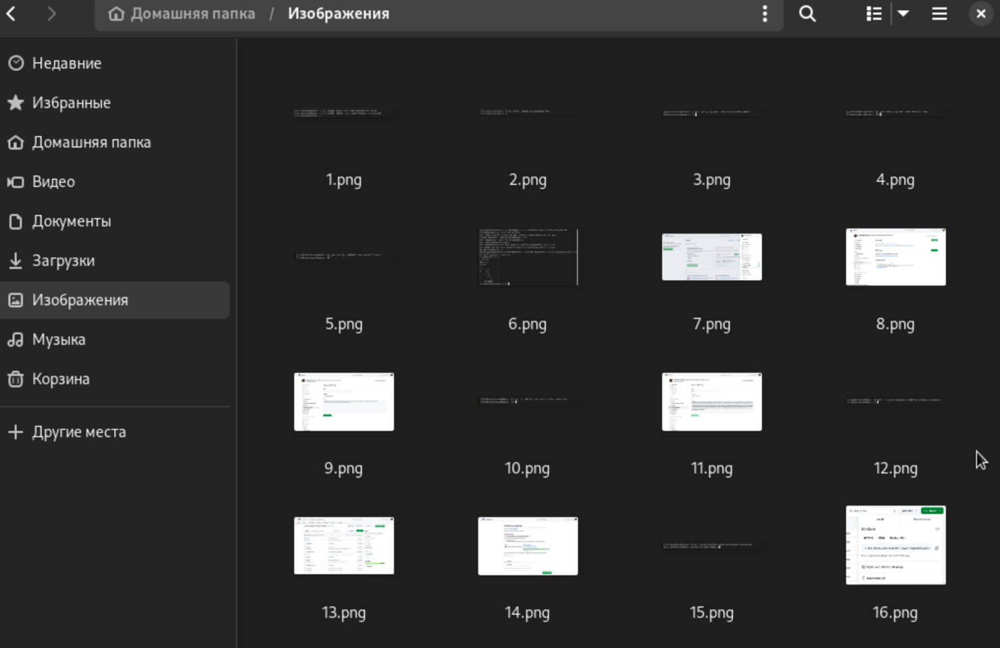 Домашняя папка / Изображения
Недавние
Избранные
Домашняя папка
Видео
Документы
Загрузки
Изображения
Музыка
Корзина
Другие места
1.png
2.png
3.png
4.png
5.png
6.png
7.png
8.png
9.png
10.png
11.png
12.png
13.png
14.png
15.png
16.png